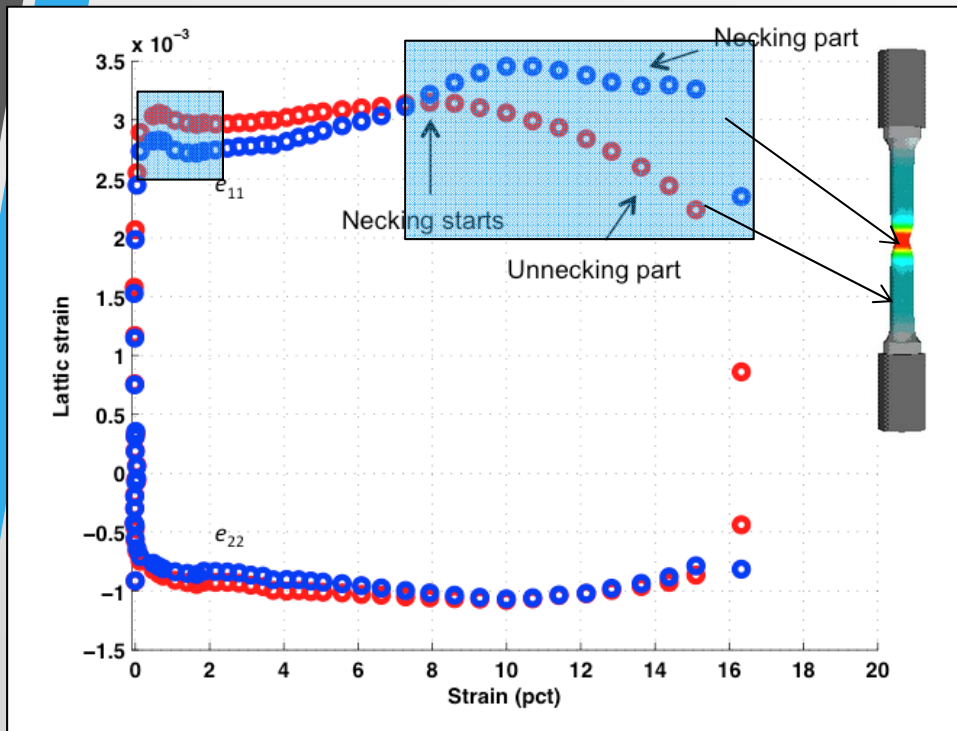 x 10⁻³
Necking part
3.5
3
2.5
2
1.5
1
0.5
0
−0.5
−1
−1.5
e₁₁
Necking starts
Unnecking part
Lattic strain
e₂₂
0 2 4 6 8 10 12 14 16 18 20
Strain (pct)